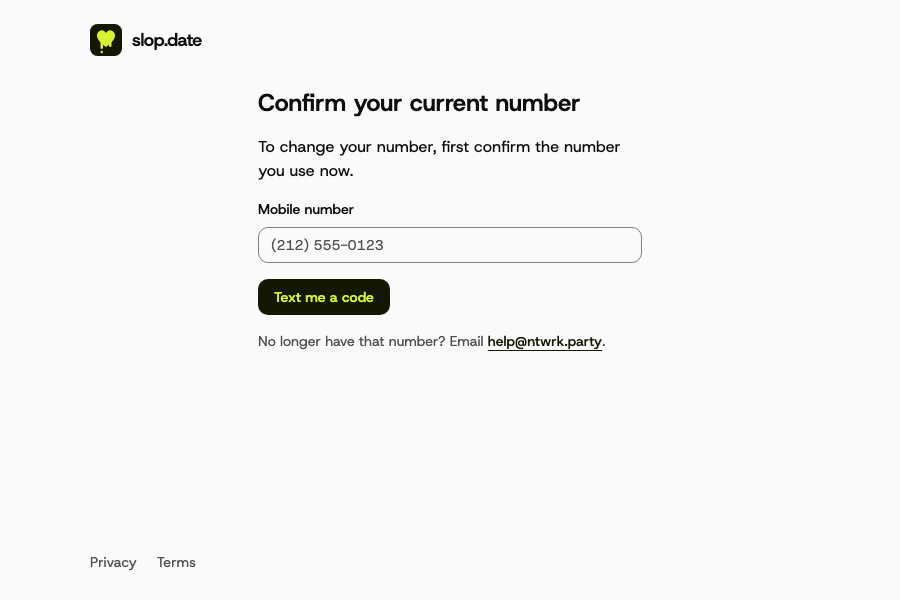 slop.date
Confirm your current number
To change your number, first confirm the number
you use now.
Mobile number
(212) 555-0123
Text me a code
No longer have that number? Email help@ntwrk.party.
Privacy Terms